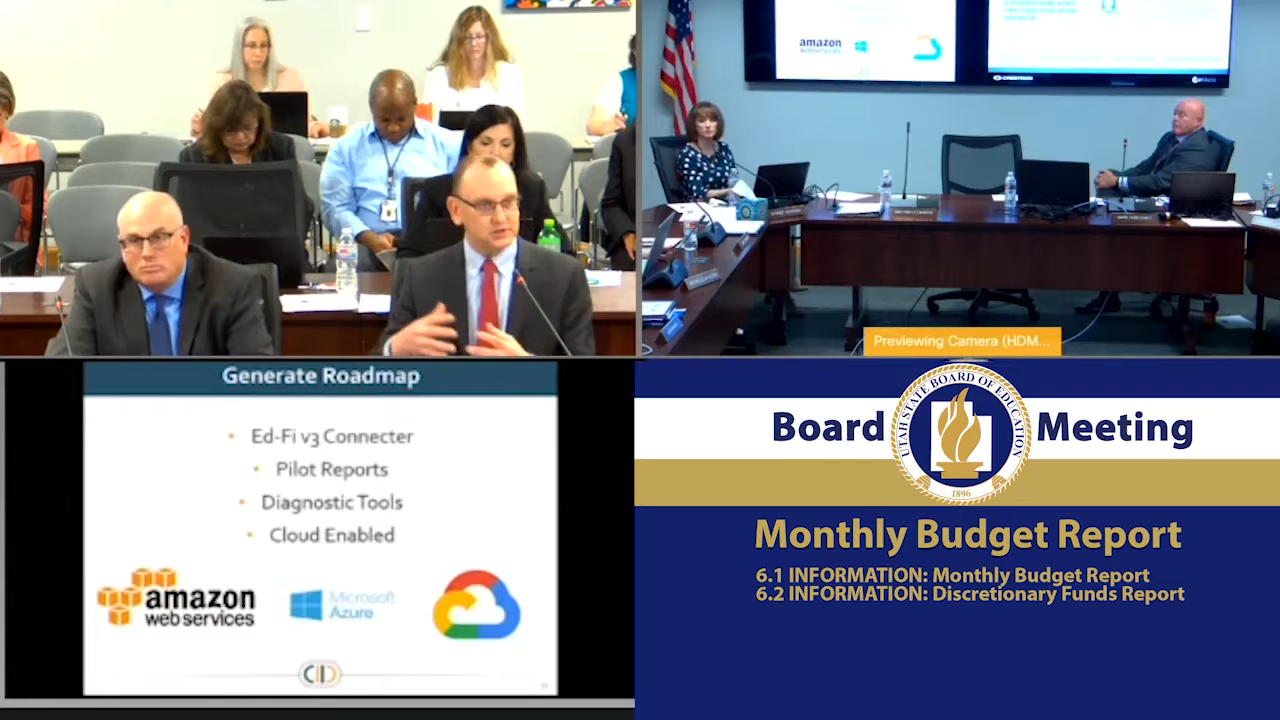 amazon
webservices
Previewing Camera (HDM...
Generate Roadmap
• Ed-Fi v3 Connecter
• Pilot Reports
• Diagnostic Tools
• Cloud Enabled
amazon
web services
Microsoft
Azure
Board Meeting
UTAH STATE BOARD OF EDUCATION
1896
Monthly Budget Report
6.1 INFORMATION: Monthly Budget Report
6.2 INFORMATION: Discretionary Funds Report